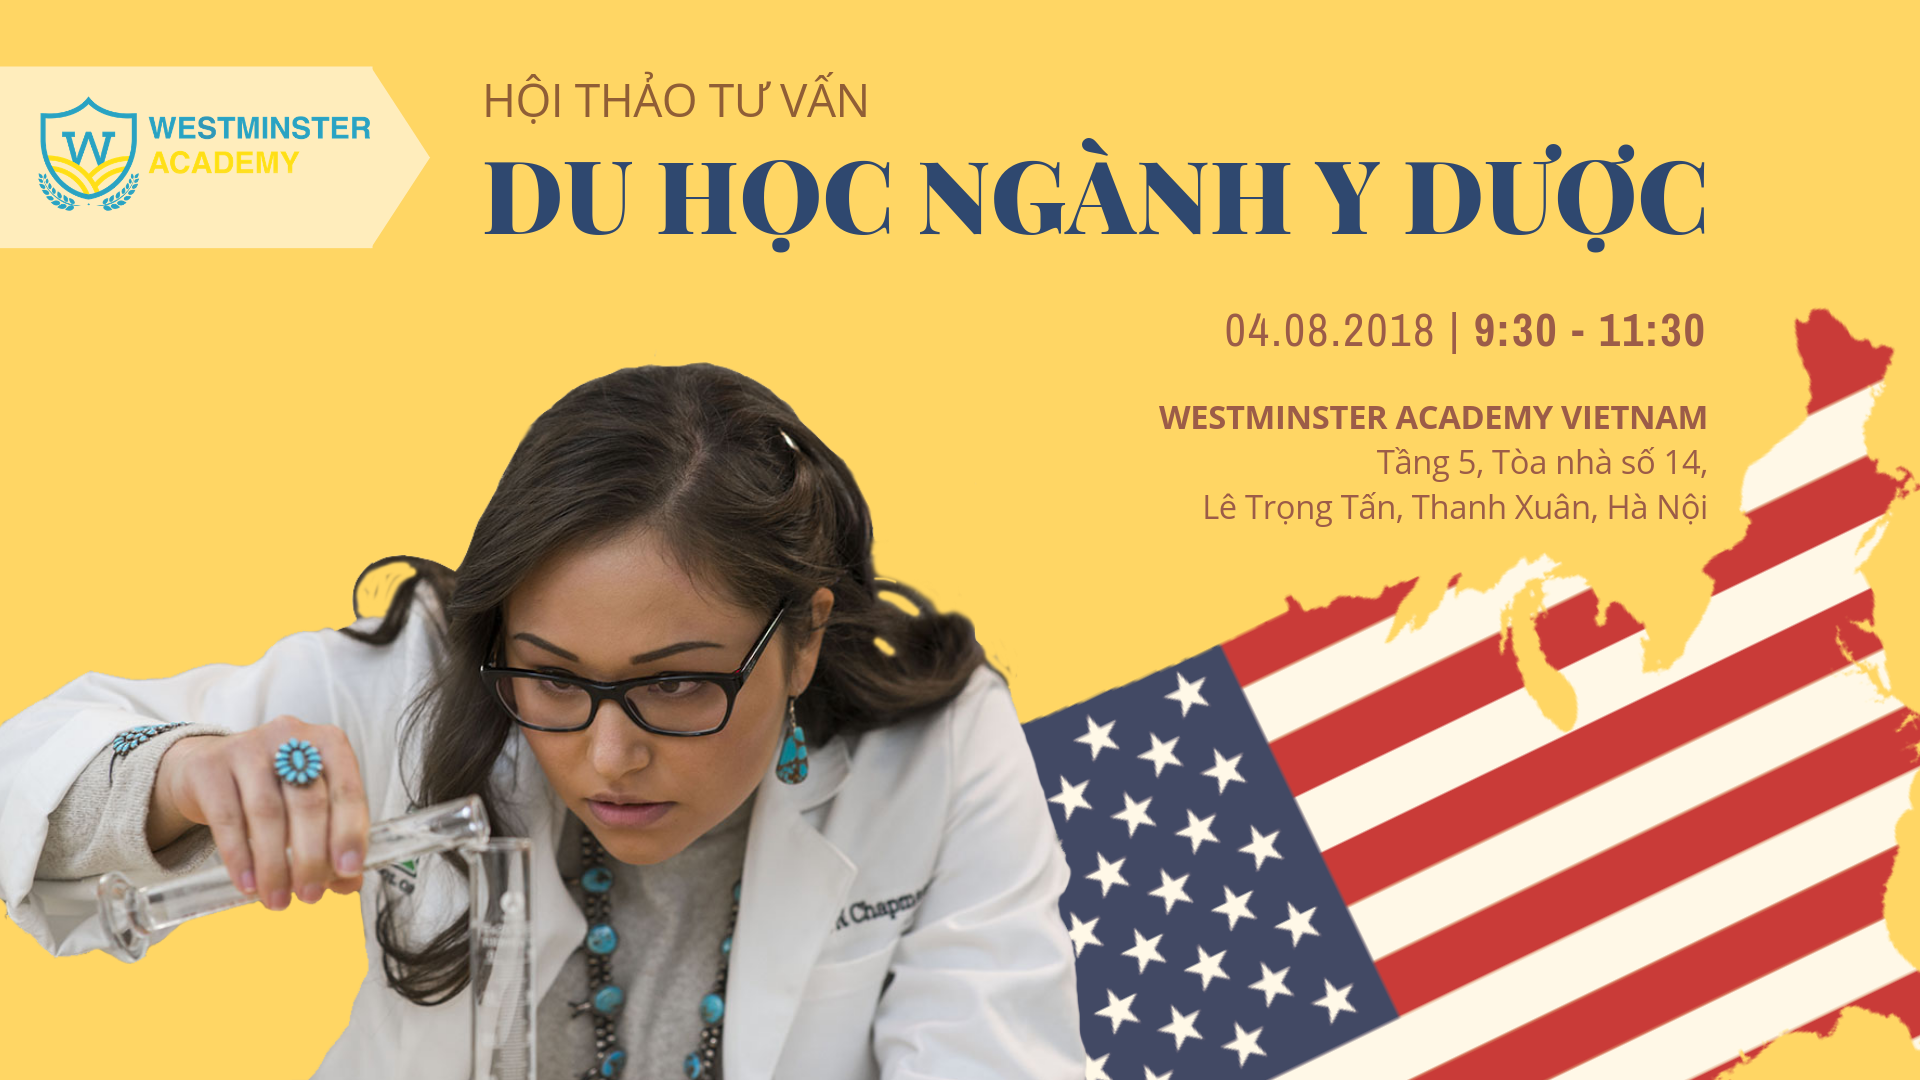 WESTMINSTER
ACADEMY
W
HỘI THẢO TƯ VẤN
DU HỌC NGÀNH Y DƯỢC
04.08.2018 | 9:30 - 11:30
WESTMINSTER ACADEMY VIETNAM
Tầng 5, Tòa nhà số 14,
Lê Trọng Tấn, Thanh Xuân, Hà Nội